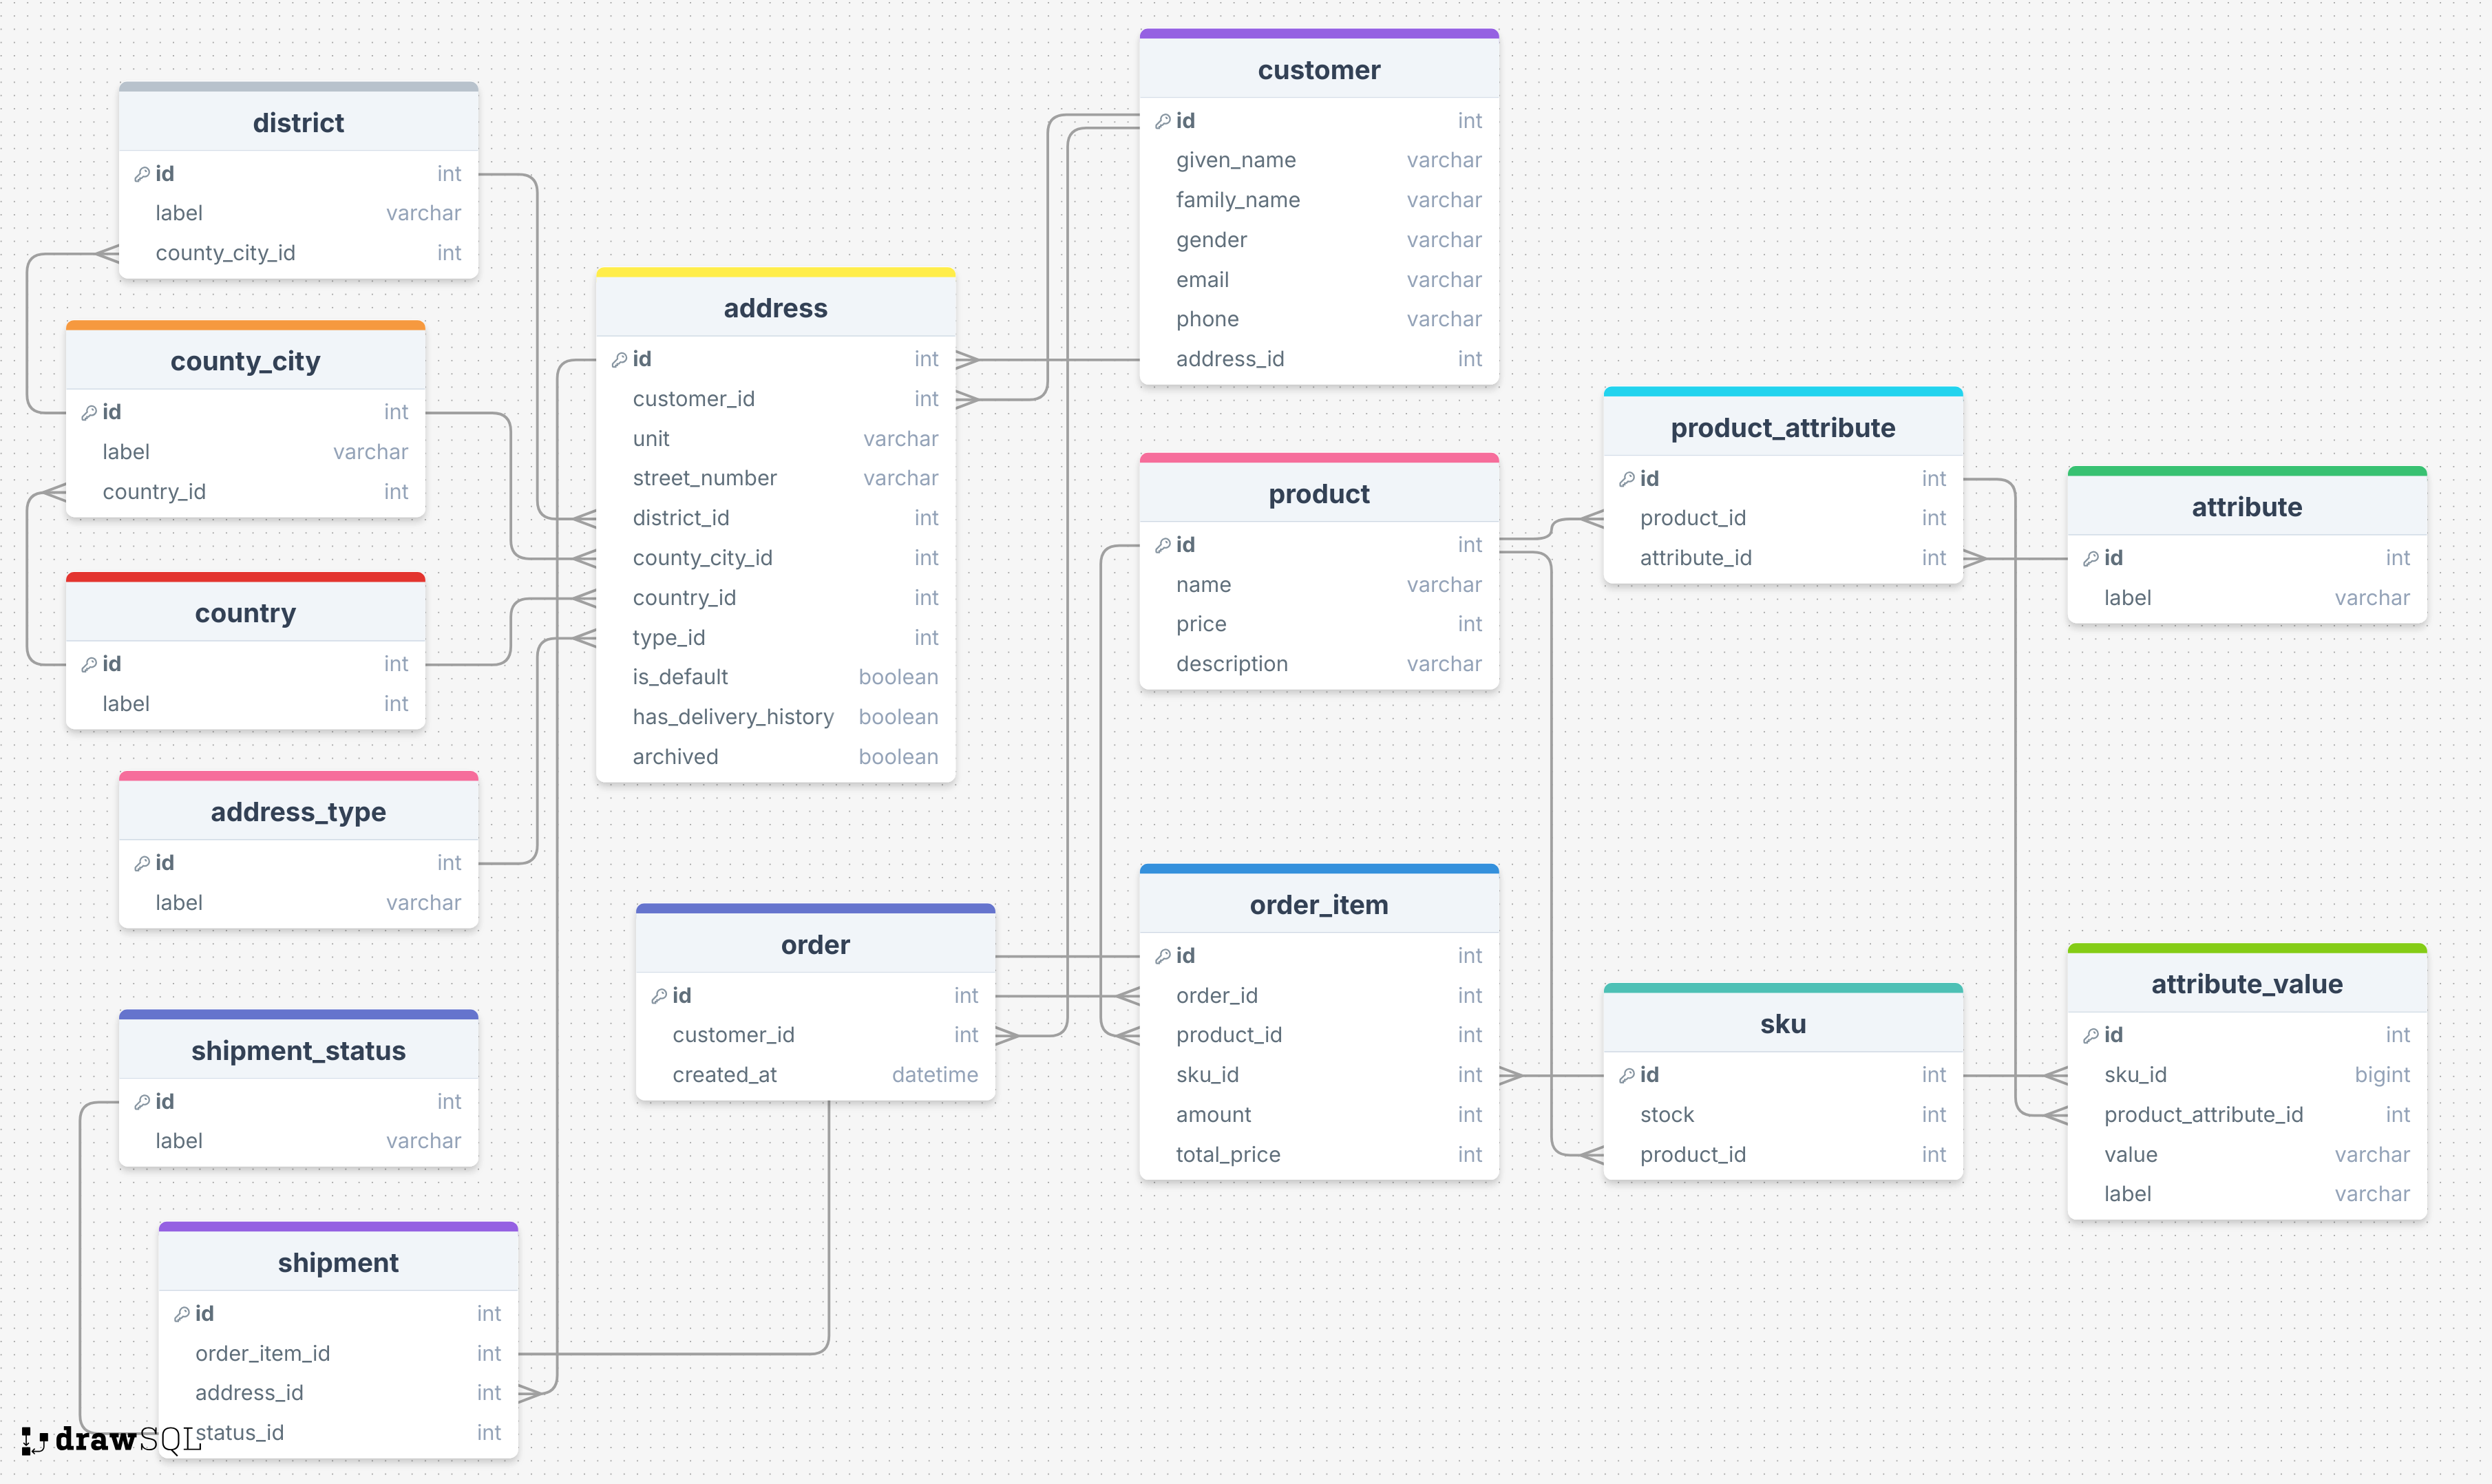 district
id int
label varchar
county_city_id int
county_city
id int
label varchar
country_id int
country
id int
label int
address_type
id int
label varchar
shipment_status
id int
label varchar
shipment
id int
order_item_id int
address_id int
status_id int
address
id int
customer_id int
unit varchar
street_number varchar
district_id int
county_city_id int
country_id int
type_id int
is_default boolean
has_delivery_history boolean
archived boolean
order
id int
customer_id int
created_at datetime
customer
id int
given_name varchar
family_name varchar
gender varchar
email varchar
phone varchar
address_id int
product
id int
name varchar
price int
description varchar
order_item
id int
order_id int
product_id int
sku_id int
amount int
total_price int
product_attribute
id int
product_id int
attribute_id int
sku
id int
stock int
product_id int
attribute
id int
label varchar
attribute_value
id int
sku_id bigint
product_attribute_id int
value varchar
label varchar
drawSQL